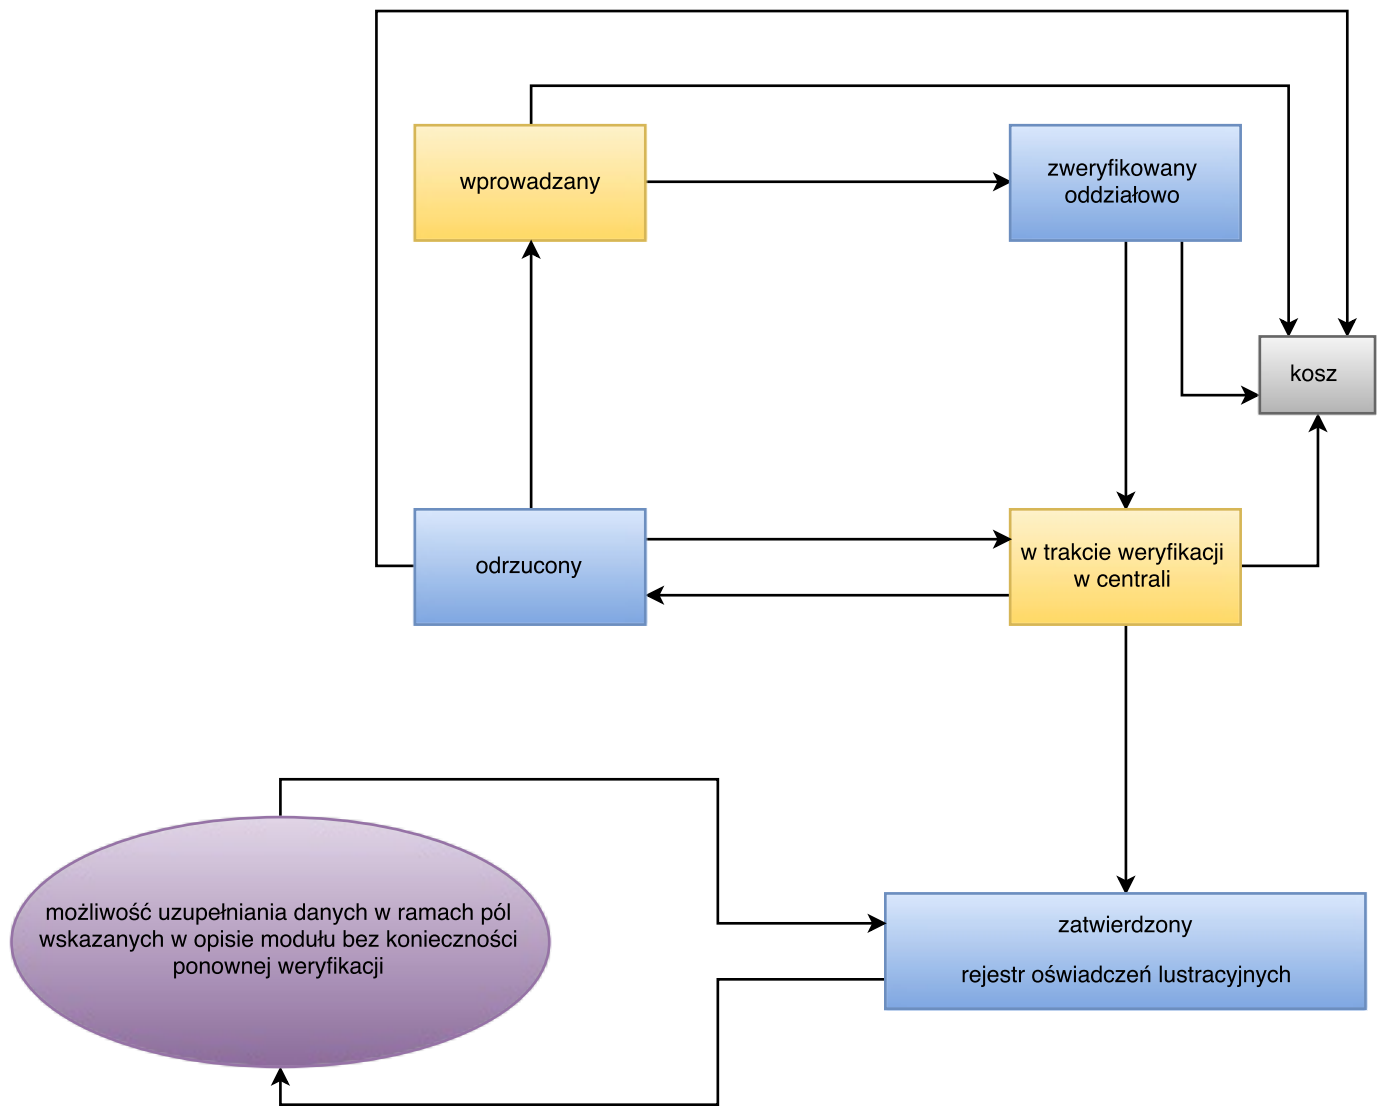 wprowadzany
zweryfikowany
oddziałowo
kosz
odrzucony
w trakcie weryfikacji
w centrali
możliwość uzupełniania danych w ramach pól
wskazanych w opisie modułu bez konieczności
ponownej weryfikacji
zatwierdzony
rejestr oświadczeń lustracyjnych